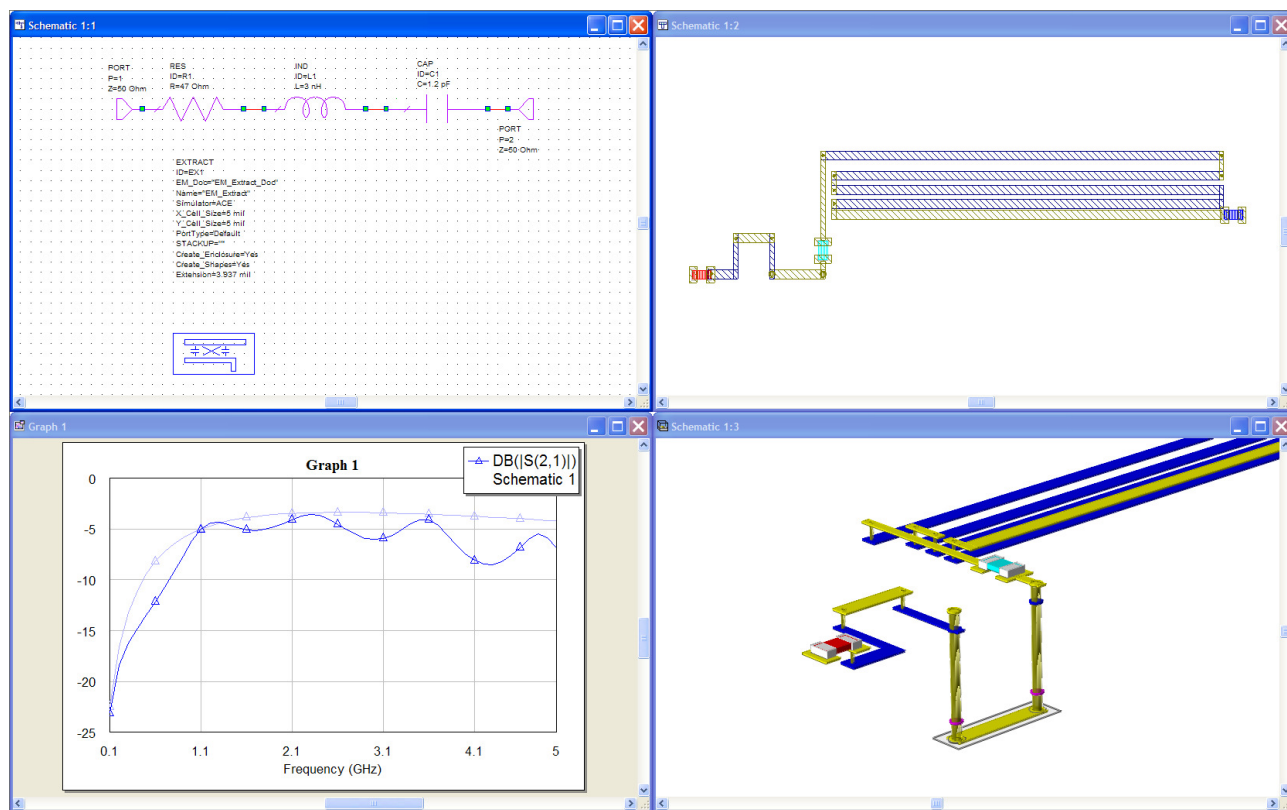 Schematic 1:1
PORT
P=1
Z=50 Ohm
RES
ID=R1
R=47 Ohm
IND
ID=L1
L=3 nH
CAP
ID=C1
C=1.2 pF
PORT
P=2
Z=50 Ohm
EXTRACT
ID=EX1
EM_Doc="EM_Extract_Doc"
Name="EM_Extract"
Simulator=ACE
X_Cell_Size=5 mil
Y_Cell_Size=5 mil
PortType=Default
STACKUP=""
Create_Enclosure=Yes
Create_Shapes=Yes
Extension=3.937 mil
Schematic 1:2
Graph 1
Graph 1
DB(|S(2,1)|)
Schematic 1
0
-5
-10
-15
-20
-25
0.1 1.1 2.1 3.1 4.1 5
Frequency (GHz)
Schematic 1:3